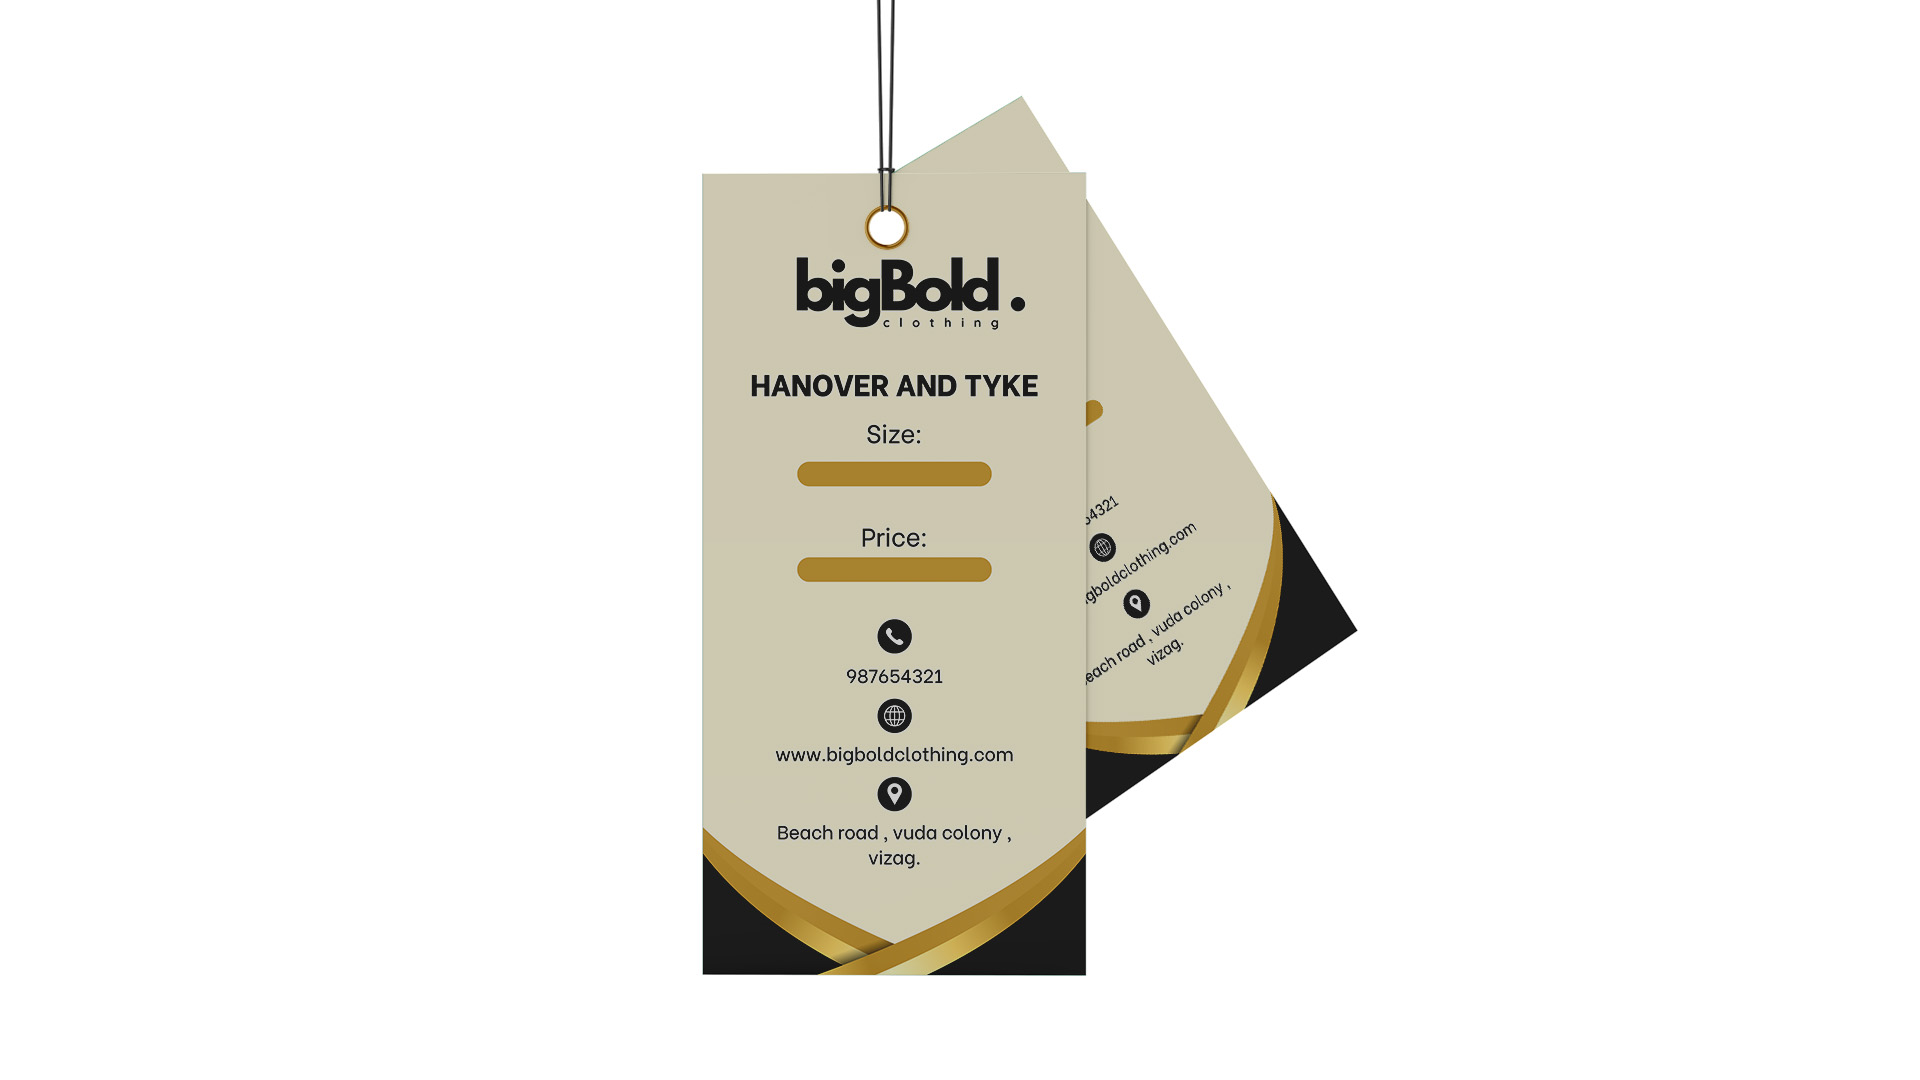 bigBold .
clothing
HANOVER AND TYKE
Size:
Price:
987654321
www.bigboldclothing.com
Beach road , vuda colony ,
vizag.
4321
gboldclothing.com
each road , vuda colony ,
vizag.